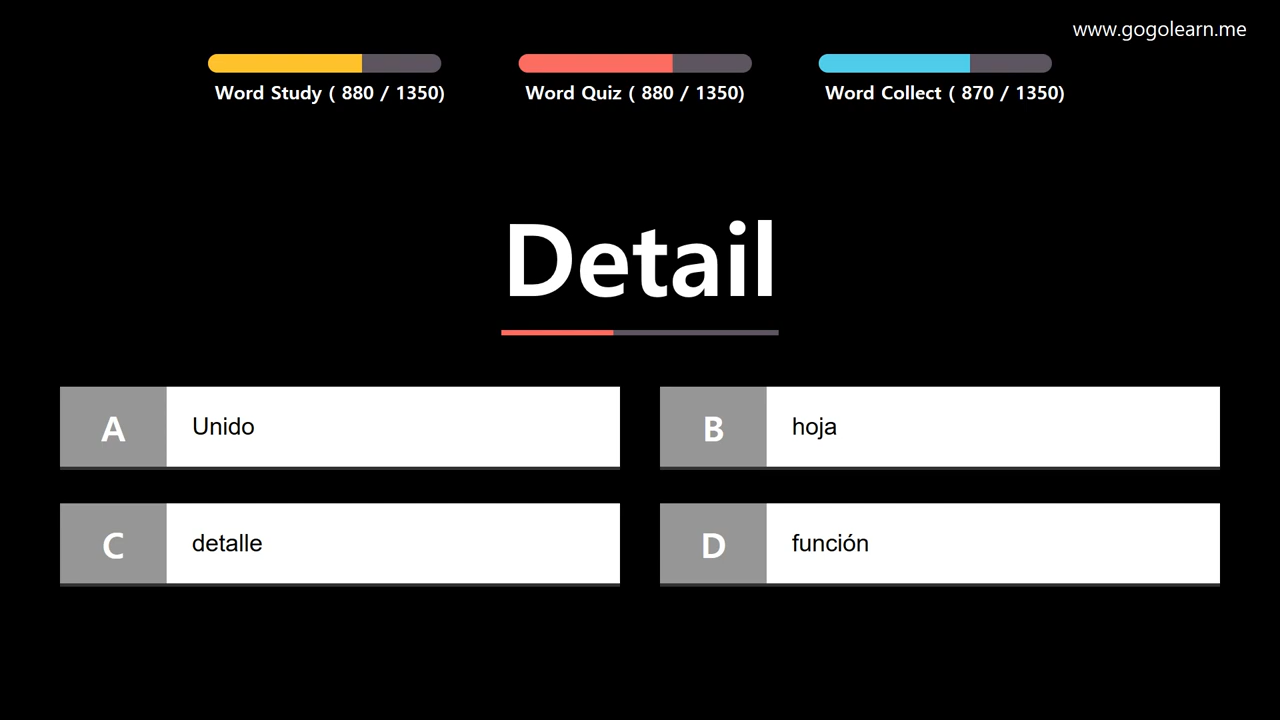 www.gogolearn.me
Word Study ( 880 / 1350)
Word Quiz ( 880 / 1350)
Word Collect ( 870 / 1350)
Detail
A Unido
B hoja
C detalle
D función